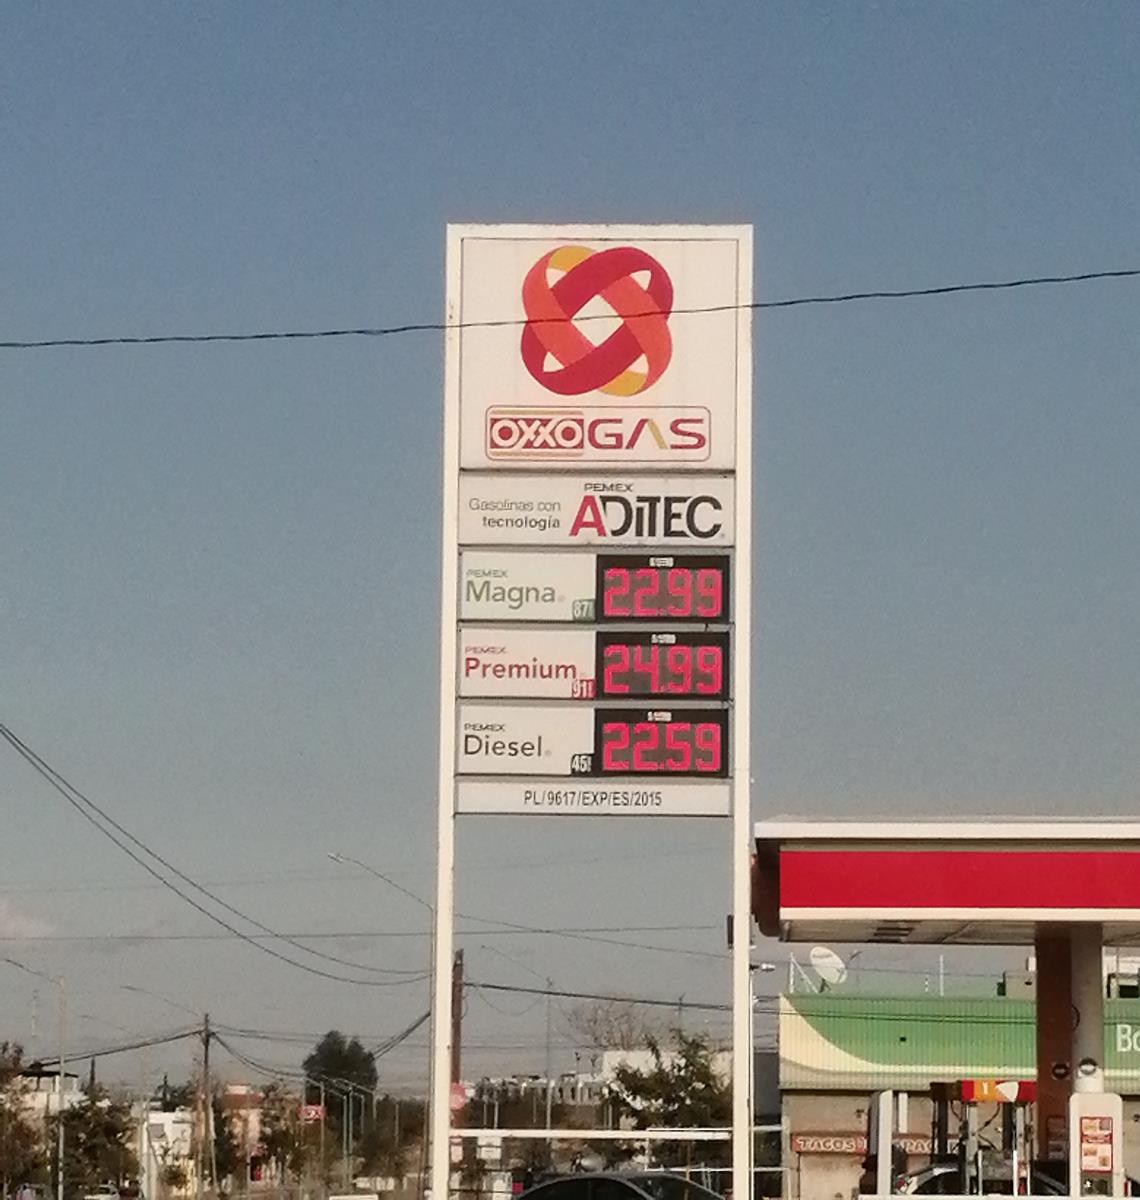 OXXO GAS
PEMEX
Gasolinas con
tecnología
ADITEC
PEMEX
Magna
87
22.99
PEMEX
Premium
91
24.99
PEMEX
Diesel
45
22.59
PL/9617/EXP/ES/2015
1
TACOS